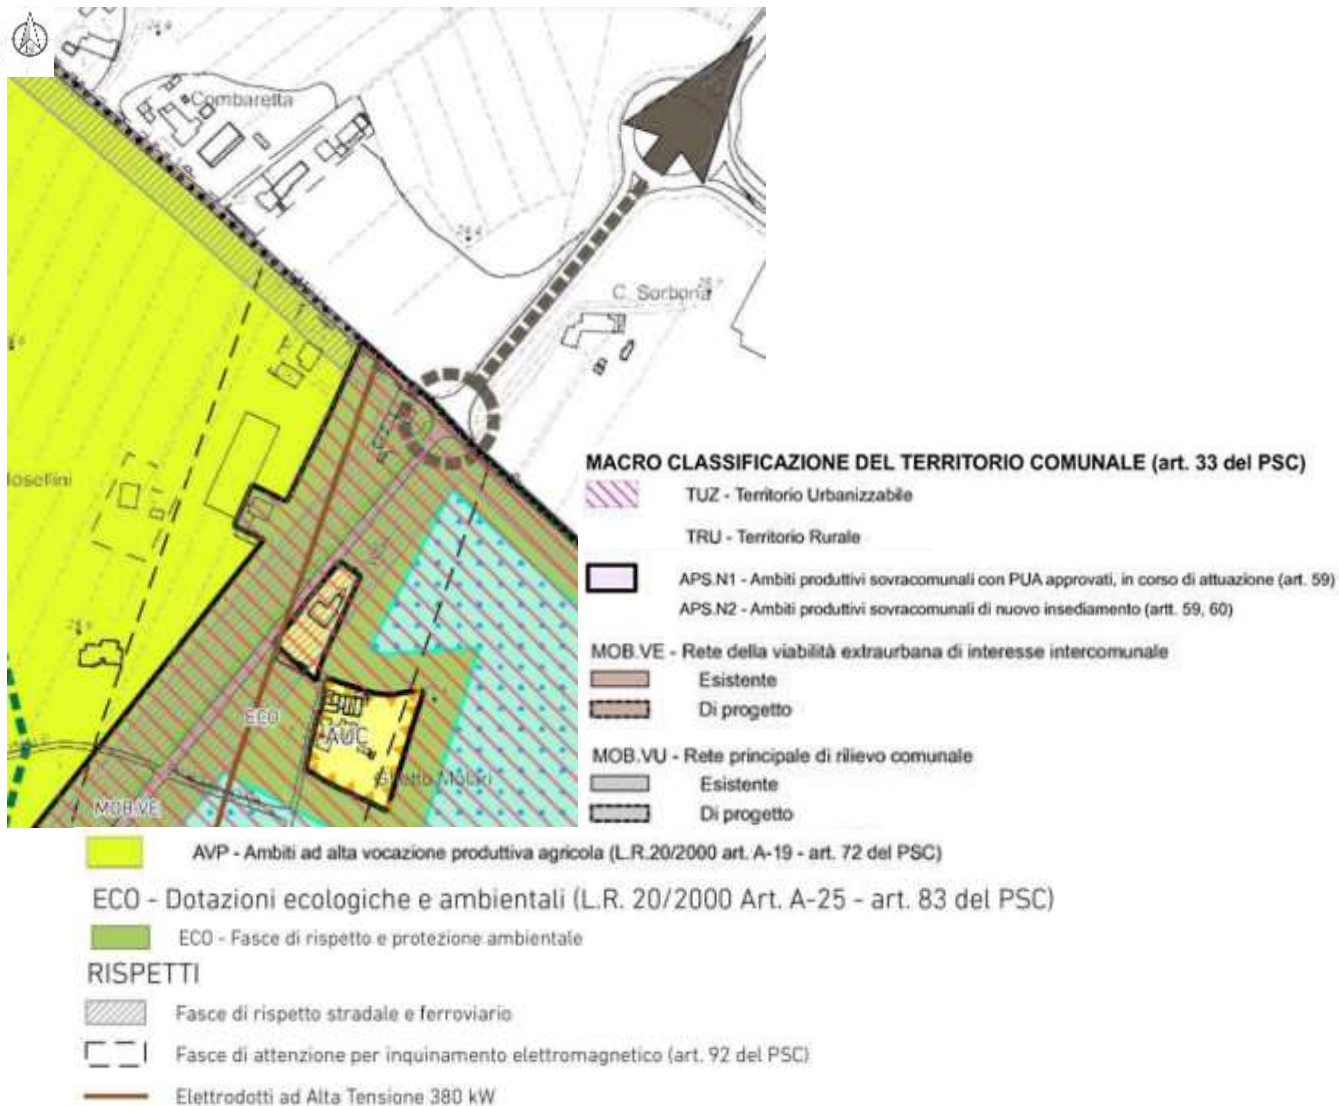 Combaretta
24.4
C. Sorbona
osellini
ECO
AUC
Ghetto Molari
MOB.VE
MACRO CLASSIFICAZIONE DEL TERRITORIO COMUNALE (art. 33 del PSC)
TUZ - Territorio Urbanizzabile
TRU - Territorio Rurale
APS.N1 - Ambiti produttivi sovracomunali con PUA approvati, in corso di attuazione (art. 59)
APS.N2 - Ambiti produttivi sovracomunali di nuovo insediamento (artt. 59, 60)
MOB.VE - Rete della viabilità extraurbana di interesse intercomunale
Esistente
Di progetto
MOB.VU - Rete principale di rilievo comunale
Esistente
Di progetto
AVP - Ambiti ad alta vocazione produttiva agricola (L.R.20/2000 art. A-19 - art. 72 del PSC)
ECO - Dotazioni ecologiche e ambientali (L.R. 20/2000 Art. A-25 - art. 83 del PSC)
ECO - Fasce di rispetto e protezione ambientale
RISPETTI
Fasce di rispetto stradale e ferroviario
Fasce di attenzione per inquinamento elettromagnetico (art. 92 del PSC)
Elettrodotti ad Alta Tensione 380 kW